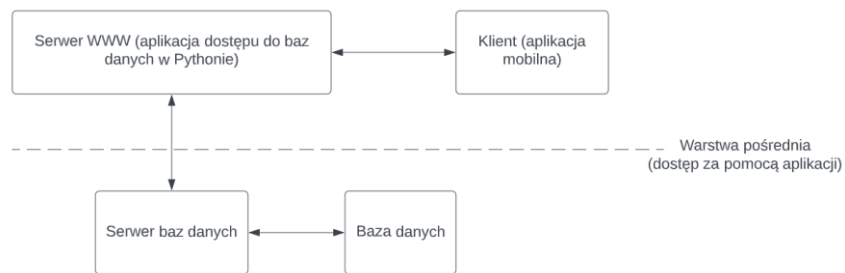 Serwer WWW (aplikacja dostępu do baz
danych w Pythonie)
Klient (aplikacja
mobilna)
Warstwa pośrednia
(dostęp za pomocą aplikacji)
Serwer baz danych
Baza danych